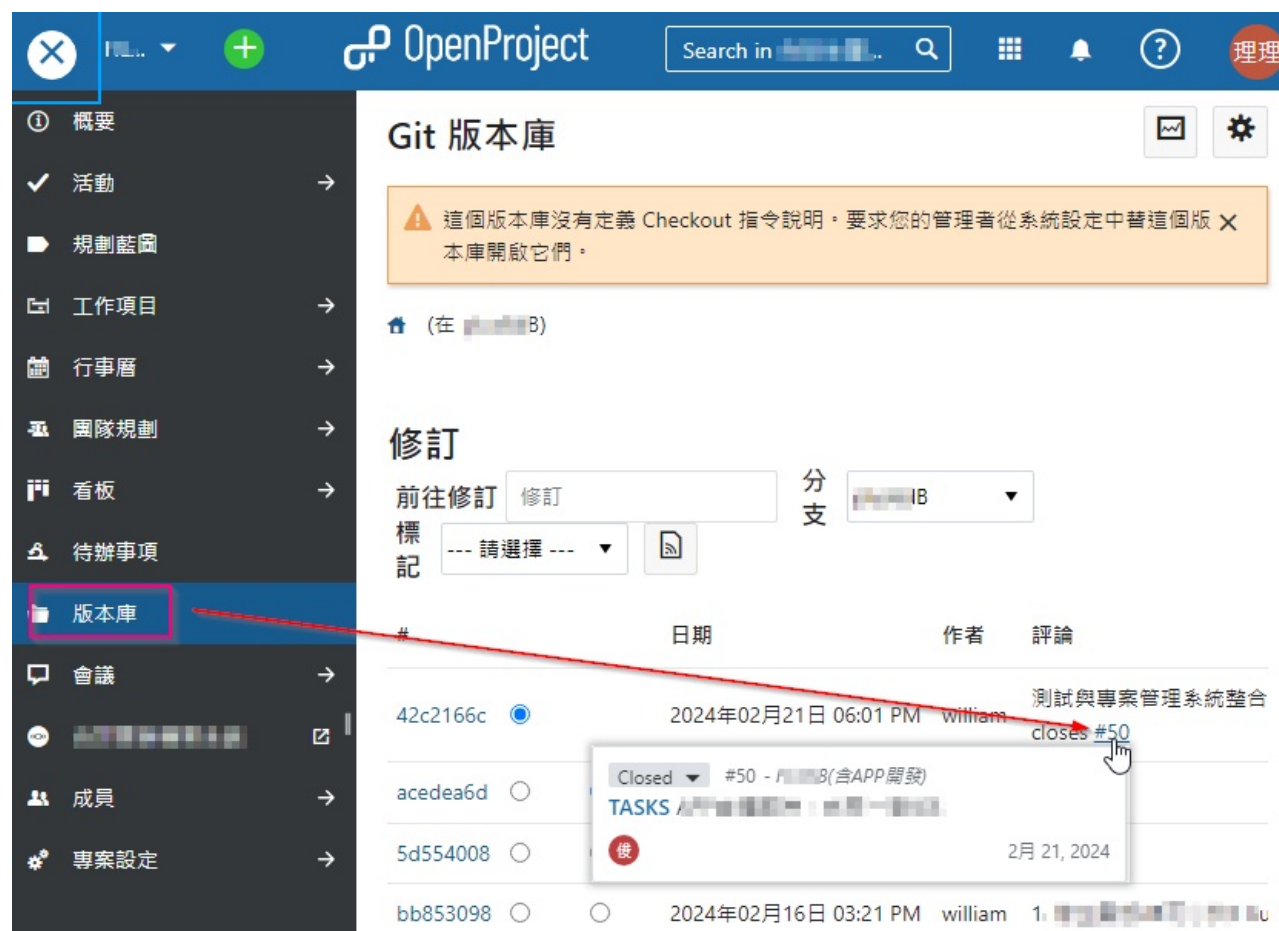 OpenProject
Search in
理理
概要
活動
規劃藍圖
工作項目
行事曆
團隊規劃
看板
待辦事項
版本庫
會議
成員
專案設定
Git 版本庫
這個版本庫沒有定義 Checkout 指令說明。要求您的管理者從系統設定中替這個版
本庫開啟它們。
(在 B)
修訂
前往修訂 修訂 分支 B
標記 --- 請選擇 ---
# 日期 作者 評論
42c2166c 2024年02月21日 06:01 PM william 測試與專案管理系統整合
closes #50
Closed #50 - B(含APP開發)
TASKS
俊 2月 21, 2024
acedea6d
5d554008
bb853098 2024年02月16日 03:21 PM william 1.